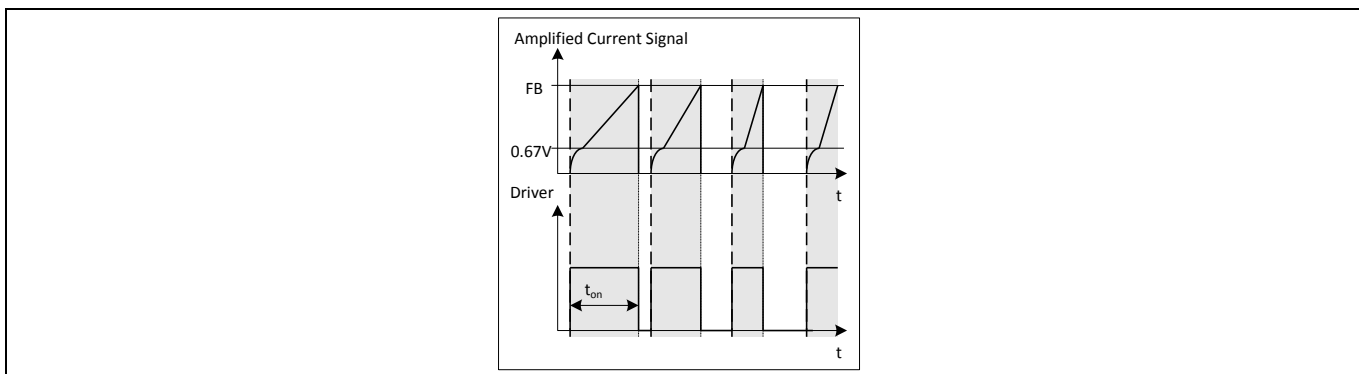 Amplified Current Signal
FB
0.67V
t
Driver
ton
t